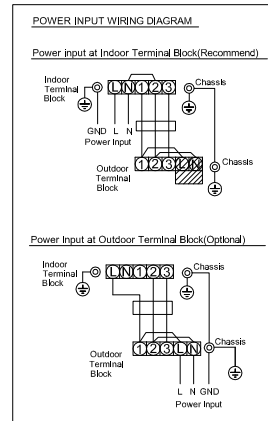 POWER INPUT WIRING DIAGRAM
Power input at Indoor Terminal Block(Recommend)
Indoor
Terminal
Block
L N 1 2 3
Chassis
GND L N
Power Input
Outdoor
Terminal
Block
1 2 3 L N
Chassis
Power Input at Outdoor Terminal Block(Optional)
Indoor
Terminal
Block
L N 1 2 3
Chassis
Outdoor
Terminal
Block
1 2 3 L N
Chassis
L N GND
Power Input